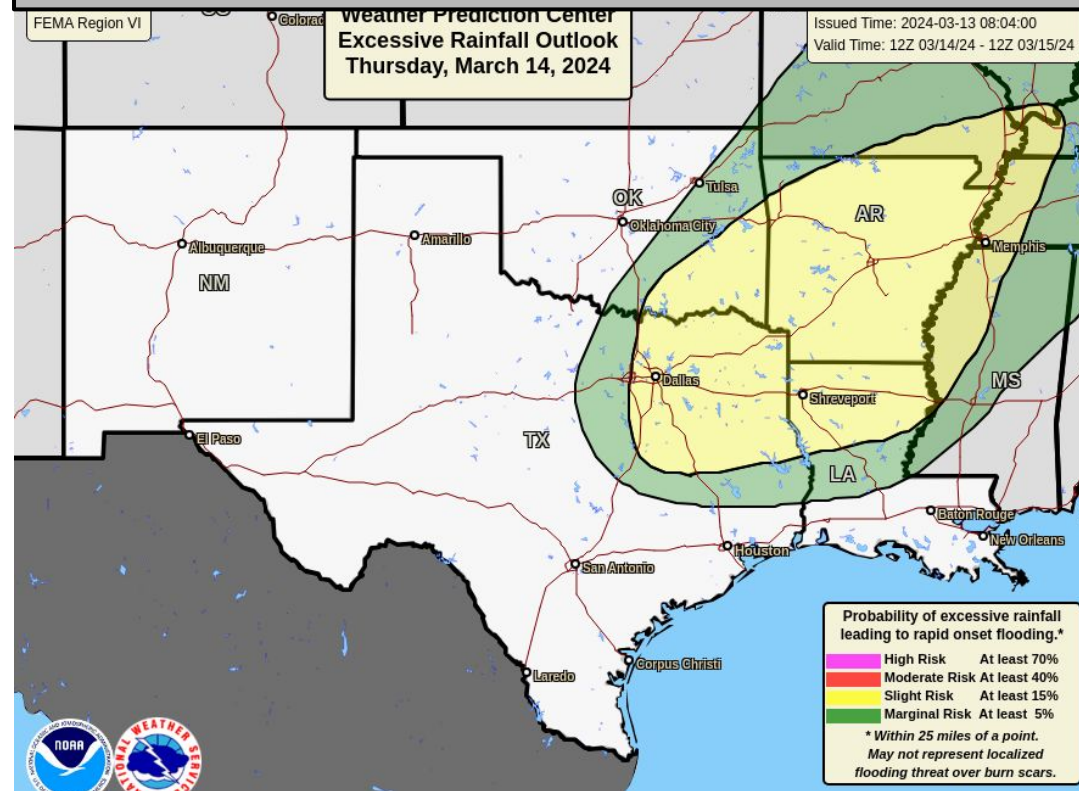 FEMA Region VI
Weather Prediction Center
Excessive Rainfall Outlook
Thursday, March 14, 2024
Issued Time: 2024-03-13 08:04:00
Valid Time: 12Z 03/14/24 - 12Z 03/15/24
Tulsa
OK
Oklahoma City
AR
Albuquerque
Amarillo
Memphis
NM
Dallas
MS
Shreveport
El Paso
TX
LA
Baton Rouge
New Orleans
Houston
San Antonio
Corpus Christi
Laredo
Probability of excessive rainfall
leading to rapid onset flooding.*
High Risk At least 70%
Moderate Risk At least 40%
Slight Risk At least 15%
Marginal Risk At least 5%
* Within 25 miles of a point.
May not represent localized
flooding threat over burn scars.
NOAA